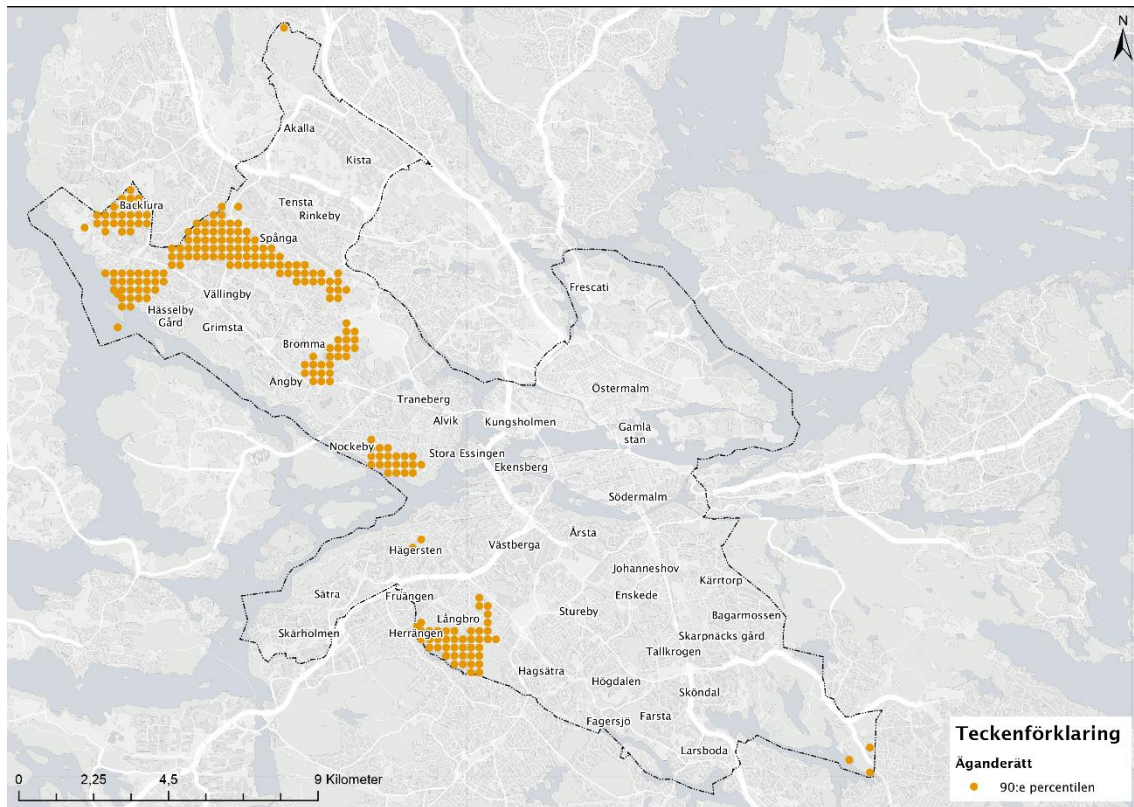 N
Akalla
Kista
Backlura
Tensta
Rinkeby
Spånga
Frescati
Vällingby
Hässelby
Gård
Grimsta
Bromma
Ängby
Östermalm
Traneberg
Alvik
Kungsholmen
Gamla
stan
Nockeby
Stora Essingen
Ekensberg
Södermalm
Årsta
Västberga
Hägersten
Johanneshov
Kärrtorp
Sätra
Fruängen
Enskede
Stureby
Bagarmossen
Långbro
Skärholmen
Herrängen
Skarpnäcks gård
Tallkrogen
Hagsätra
Högdalen
Sköndal
Fagersjö
Farsta
Larsboda
Teckenförklaring
Äganderätt
90:e percentilen
0 2,25 4,5 9 Kilometer